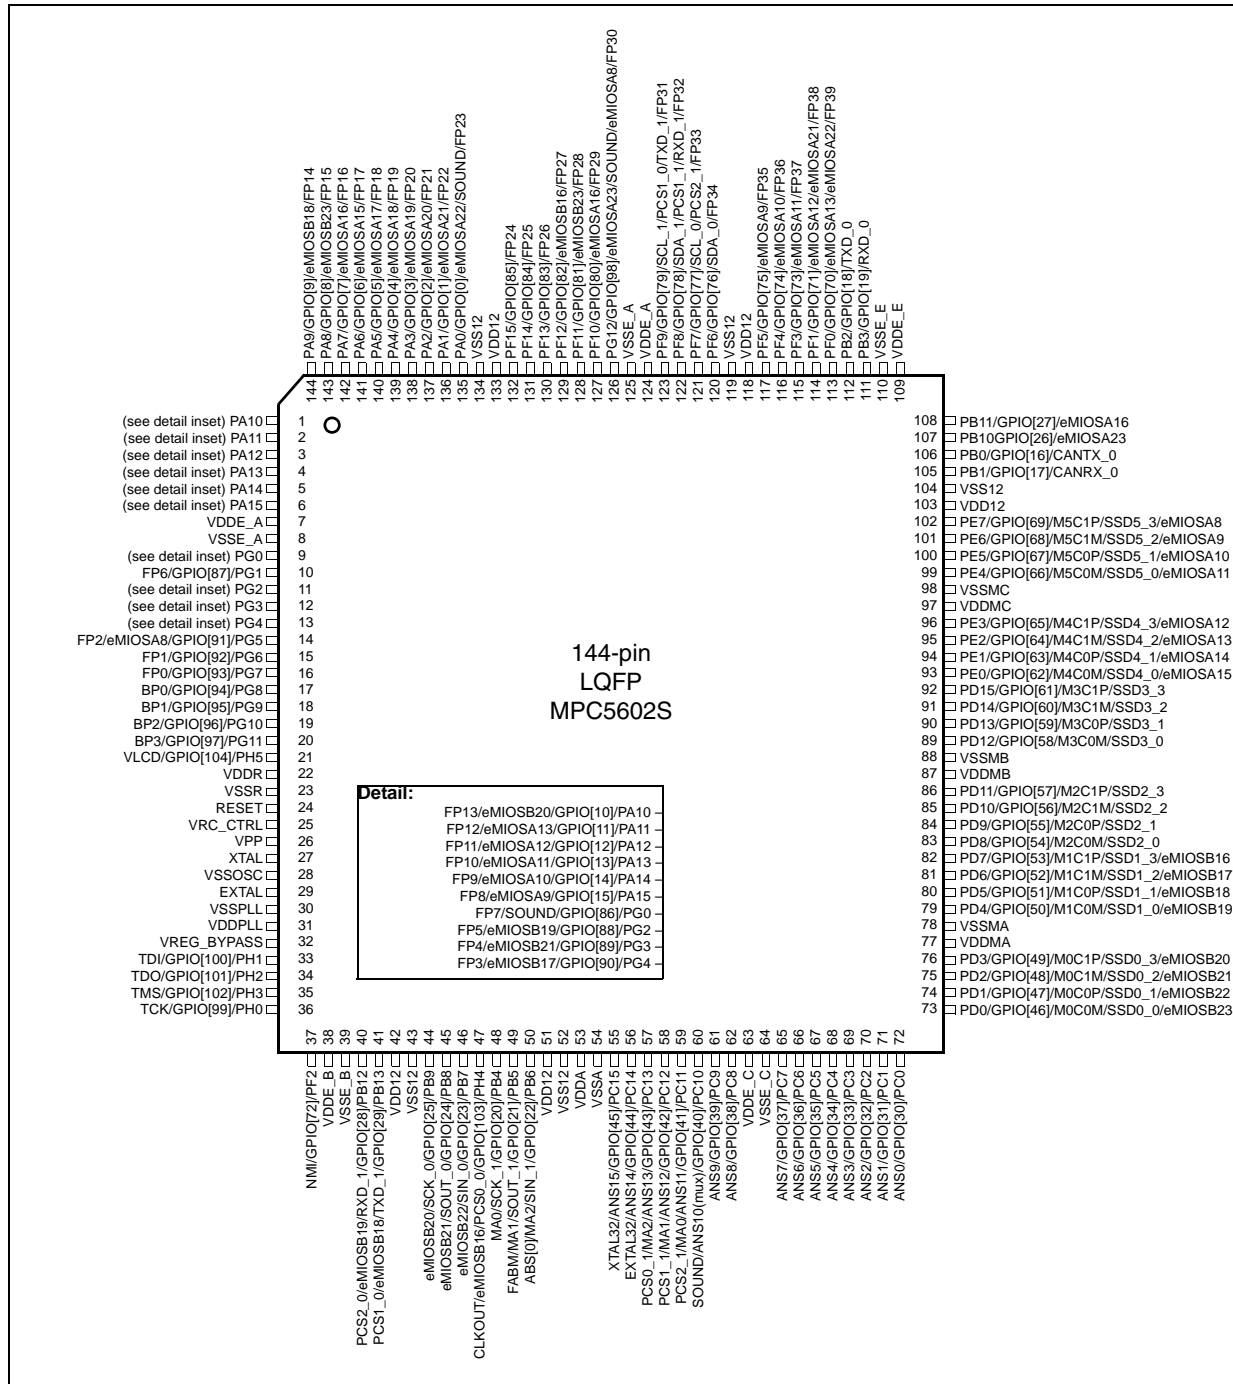 PA9/GPIO[9]/eMIOSB18/FP14
PA8/GPIO[8]/eMIOSB23/FP15
PA7/GPIO[7]/eMIOSA16/FP16
PA6/GPIO[6]/eMIOSA15/FP17
PA5/GPIO[5]/eMIOSA17/FP18
PA4/GPIO[4]/eMIOSA18/FP19
PA3/GPIO[3]/eMIOSA19/FP20
PA2/GPIO[2]/eMIOSA20/FP21
PA1/GPIO[1]/eMIOSA21/FP22
PA0/GPIO[0]/eMIOSA22/SOUND/FP23
VSS12
VDD12
PF15/GPIO[85]/FP24
PF14/GPIO[84]/FP25
PF13/GPIO[83]/FP26
PF12/GPIO[82]/eMIOSB16/FP27
PF11/GPIO[81]/eMIOSB23/FP28
PF10/GPIO[80]/eMIOSA16/FP29
PG12/GPIO[98]/eMIOSA23/SOUND/eMIOSA8/FP30
VSSE_A
VDDE_A
PF9/GPIO[79]/SCL_1/PCS1_0/TXD_1/FP31
PF8/GPIO[78]/SDA_1/PCS1_1/RXD_1/FP32
PF7/GPIO[77]/SCL_0/PCS2_1/FP33
PF6/GPIO[76]/SDA_0/FP34
VSS12
VDD12
PF5/GPIO[75]/eMIOSA9/FP35
PF4/GPIO[74]/eMIOSA10/FP36
PF3/GPIO[73]/eMIOSA11/FP37
PF1/GPIO[71]/eMIOSA12/eMIOSA21/FP38
PF0/GPIO[70]/eMIOSA13/eMIOSA22/FP39
PB2/GPIO[18]/TXD_0
PB3/GPIO[19]/RXD_0
VSSE_E
VDDE_E
144 143 142 141 140 139 138 137 136 135 134 133 132 131 130 129 128 127 126 125 124 123 122 121 120 119 118 117 116 115 114 113 112 111 110 109
(see detail inset) PA10 1
(see detail inset) PA11 2
(see detail inset) PA12 3
(see detail inset) PA13 4
(see detail inset) PA14 5
(see detail inset) PA15 6
VDDE_A 7
VSSE_A 8
(see detail inset) PG0 9
FP6/GPIO[87]/PG1 10
(see detail inset) PG2 11
(see detail inset) PG3 12
(see detail inset) PG4 13
FP2/eMIOSA8/GPIO[91]/PG5 14
FP1/GPIO[92]/PG6 15
FP0/GPIO[93]/PG7 16
BP0/GPIO[94]/PG8 17
BP1/GPIO[95]/PG9 18
BP2/GPIO[96]/PG10 19
BP3/GPIO[97]/PG11 20
VLCD/GPIO[104]/PH5 21
VDDR 22
VSSR 23
RESET 24
VRC_CTRL 25
VPP 26
XTAL 27
VSSOSC 28
EXTAL 29
VSSPLL 30
VDDPLL 31
VREG_BYPASS 32
TDI/GPIO[100]/PH1 33
TDO/GPIO[101]/PH2 34
TMS/GPIO[102]/PH3 35
TCK/GPIO[99]/PH0 36
144-pin
LQFP
MPC5602S
Detail:
FP13/eMIOSB20/GPIO[10]/PA10
FP12/eMIOSA13/GPIO[11]/PA11
FP11/eMIOSA12/GPIO[12]/PA12
FP10/eMIOSA11/GPIO[13]/PA13
FP9/eMIOSA10/GPIO[14]/PA14
FP8/eMIOSA9/GPIO[15]/PA15
FP7/SOUND/GPIO[86]/PG0
FP5/eMIOSB19/GPIO[88]/PG2
FP4/eMIOSB21/GPIO[89]/PG3
FP3/eMIOSB17/GPIO[90]/PG4
108 PB11/GPIO[27]/eMIOSA16
107 PB10GPIO[26]/eMIOSA23
106 PB0/GPIO[16]/CANTX_0
105 PB1/GPIO[17]/CANRX_0
104 VSS12
103 VDD12
102 PE7/GPIO[69]/M5C1P/SSD5_3/eMIOSA8
101 PE6/GPIO[68]/M5C1M/SSD5_2/eMIOSA9
100 PE5/GPIO[67]/M5C0P/SSD5_1/eMIOSA10
99 PE4/GPIO[66]/M5C0M/SSD5_0/eMIOSA11
98 VSSMC
97 VDDMC
96 PE3/GPIO[65]/M4C1P/SSD4_3/eMIOSA12
95 PE2/GPIO[64]/M4C1M/SSD4_2/eMIOSA13
94 PE1/GPIO[63]/M4C0P/SSD4_1/eMIOSA14
93 PE0/GPIO[62]/M4C0M/SSD4_0/eMIOSA15
92 PD15/GPIO[61]/M3C1P/SSD3_3
91 PD14/GPIO[60]/M3C1M/SSD3_2
90 PD13/GPIO[59]/M3C0P/SSD3_1
89 PD12/GPIO[58/M3C0M/SSD3_0
88 VSSMB
87 VDDMB
86 PD11/GPIO[57]/M2C1P/SSD2_3
85 PD10/GPIO[56]/M2C1M/SSD2_2
84 PD9/GPIO[55]/M2C0P/SSD2_1
83 PD8/GPIO[54]/M2C0M/SSD2_0
82 PD7/GPIO[53]/M1C1P/SSD1_3/eMIOSB16
81 PD6/GPIO[52]/M1C1M/SSD1_2/eMIOSB17
80 PD5/GPIO[51]/M1C0P/SSD1_1/eMIOSB18
79 PD4/GPIO[50]/M1C0M/SSD1_0/eMIOSB19
78 VSSMA
77 VDDMA
76 PD3/GPIO[49]/M0C1P/SSD0_3/eMIOSB20
75 PD2/GPIO[48]/M0C1M/SSD0_2/eMIOSB21
74 PD1/GPIO[47]/M0C0P/SSD0_1/eMIOSB22
73 PD0/GPIO[46]/M0C0M/SSD0_0/eMIOSB23
37 38 39 40 41 42 43 44 45 46 47 48 49 50 51 52 53 54 55 56 57 58 59 60 61 62 63 64 65 66 67 68 69 70 71 72
NMI/GPIO[72]/PF2
VDDE_B
VSSE_B
PCS2_0/eMIOSB19/RXD_1/GPIO[28]/PB12
PCS1_0/eMIOSB18/TXD_1/GPIO[29]/PB13
VDD12
VSS12
eMIOSB20/SCK_0/GPIO[25]/PB9
eMIOSB21/SOUT_0/GPIO[24]/PB8
eMIOSB22/SIN_0/GPIO[23]/PB7
CLKOUT/eMIOSB16/PCS0_0/GPIO[103]/PH4
MA0/SCK_1/GPIO[20]/PB4
FABM/MA1/SOUT_1/GPIO[21]/PB5
ABS[0]/MA2/SIN_1/GPIO[22]/PB6
VDD12
VSS12
VDDA
VSSA
XTAL32/ANS15/GPIO[45]/PC15
EXTAL32/ANS14/GPIO[44]/PC14
PCS0_1/MA2/ANS13/GPIO[43]/PC13
PCS1_1/MA1/ANS12/GPIO[42]/PC12
PCS2_1/MA0/ANS11/GPIO[41]/PC11
SOUND/ANS10(mux)/GPIO[40]/PC10
ANS9/GPIO[39]/PC9
ANS8/GPIO[38]/PC8
VDDE_C
VSSE_C
ANS7/GPIO[37]/PC7
ANS6/GPIO[36]/PC6
ANS5/GPIO[35]/PC5
ANS4/GPIO[34]/PC4
ANS3/GPIO[33]/PC3
ANS2/GPIO[32]/PC2
ANS1/GPIO[31]/PC1
ANS0/GPIO[30]/PC0